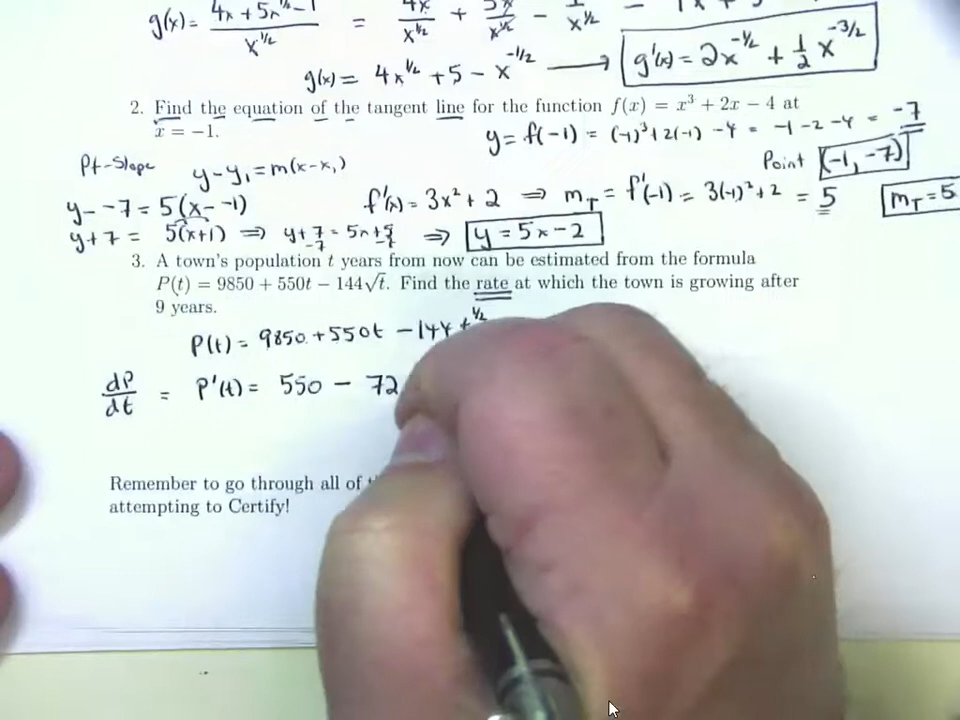 g(x) = 4x + 5x^{1/2} - 1 / x^{1/2} = 4x / x^{1/2} + 5x^{1/2} / x^{1/2} - 1 / x^{1/2}
g(x) = 4x^{1/2} + 5 - x^{-1/2} → g'(x) = 2x^{-1/2} + 1/2 x^{-3/2}
2. Find the equation of the tangent line for the function f(x) = x³ + 2x − 4 at
x = −1.
y = f(-1) = (-1)³ + 2(-1) - 4 = -1 - 2 - 4 = -7
Pt-Slope y - y₁ = m(x - x₁)
Point (-1, -7)
y - -7 = 5(x - -1)
f'(x) = 3x² + 2 ⇒ m_T = f'(-1) = 3(-1)² + 2 = 5
m_T = 5
y + 7 = 5(x+1) ⇒ y + 7 = 5x + 5 ⇒ y = 5x - 2
-7 -7
3. A town's population t years from now can be estimated from the formula
P(t) = 9850 + 550t − 144√t. Find the rate at which the town is growing after
9 years.
P(t) = 9850 + 550t - 144 t^{1/2}
dP/dt = P'(t) = 550 - 72
Remember to go through all of
attempting to Certify!